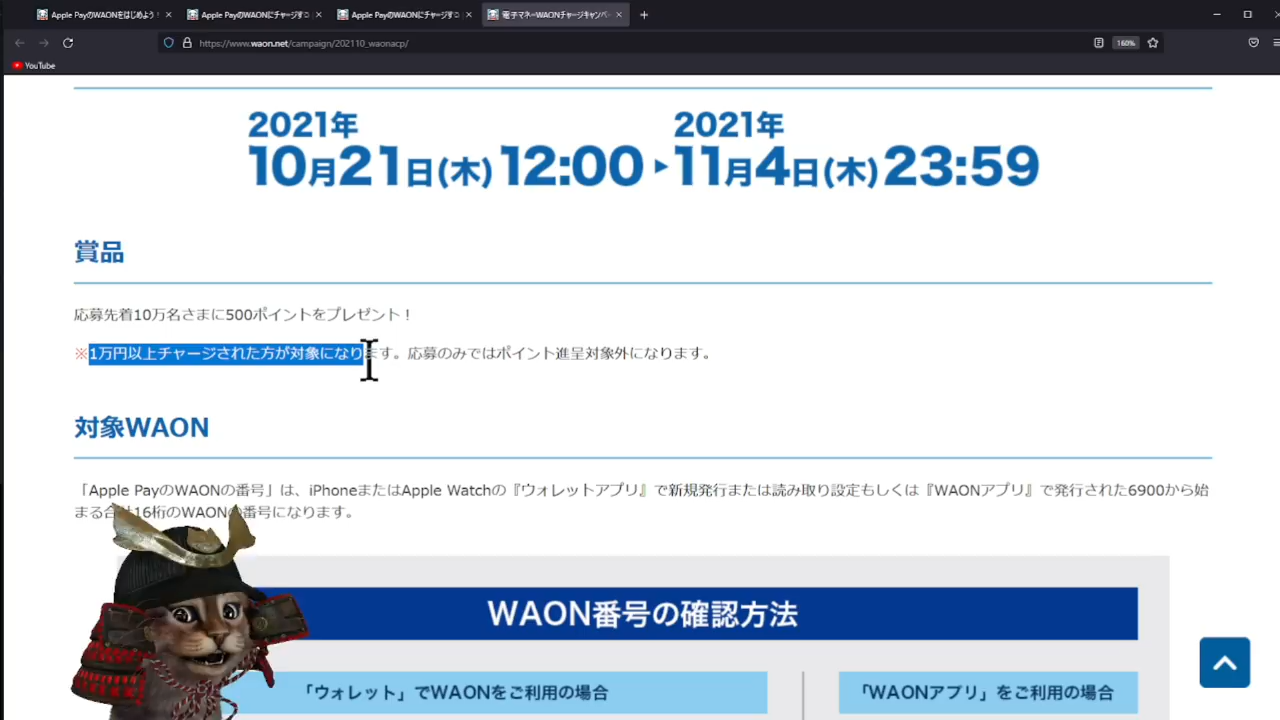 Apple PayのWAONをはじめよう！
Apple PayのWAONにチャージする
Apple PayのWAONにチャージする
電子マネーWAONチャージキャンペ
https://www.waon.net/campaign/202110_waonacp/
160%
YouTube
2021年
10月21日(木)12:00
2021年
11月4日(木)23:59
賞品
応募先着10万名さまに500ポイントをプレゼント！
※1万円以上チャージされた方が対象になります。応募のみではポイント進呈対象外になります。
対象WAON
「Apple PayのWAONの番号」は、iPhoneまたはApple Watchの『ウォレットアプリ』で新規発行または読み取り設定もしくは『WAONアプリ』で発行された6900から始
まる合計16桁のWAONの番号になります。
WAON番号の確認方法
「ウォレット」でWAONをご利用の場合
「WAONアプリ」をご利用の場合